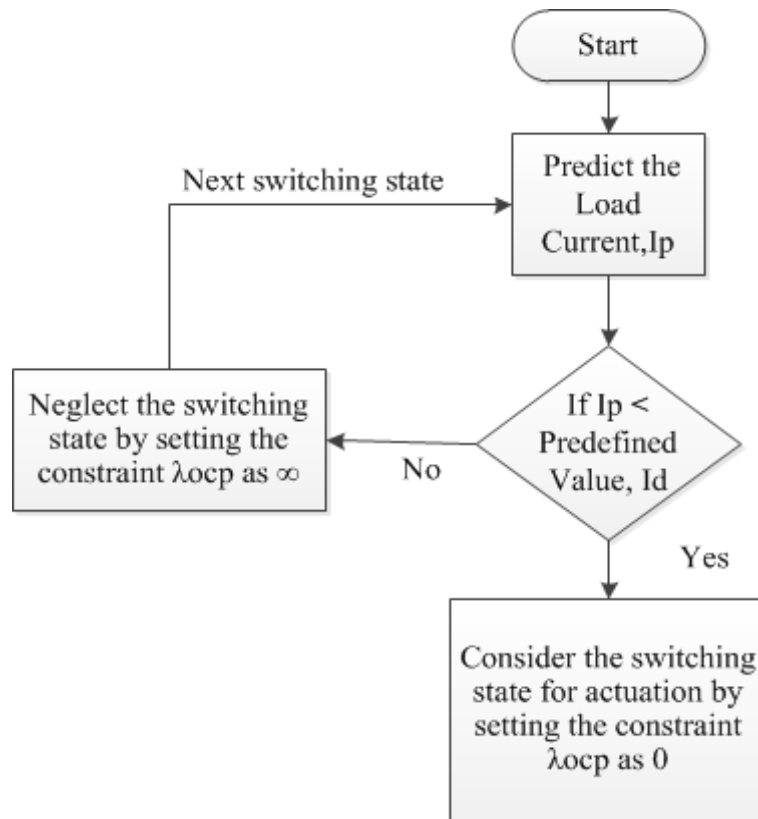 Start
Predict the
Load
Current,Ip
Next switching state
If Ip <
Predefined
Value, Id
No
Neglect the switching
state by setting the
constraint λocp as ∞
Yes
Consider the switching
state for actuation by
setting the constraint
λocp as 0